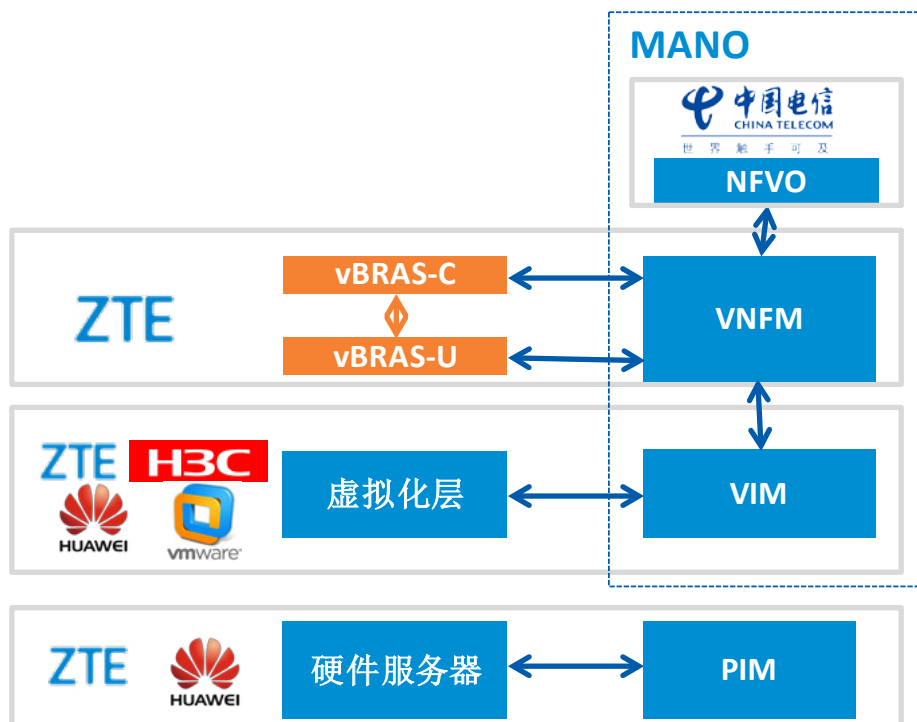 MANO
中国电信
CHINA TELECOM
世界触手可及
NFVO
vBRAS-C
ZTE
VNFM
vBRAS-U
ZTE
H3C
虚拟化层
VIM
HUAWEI
vmware
ZTE
硬件服务器
PIM
HUAWEI